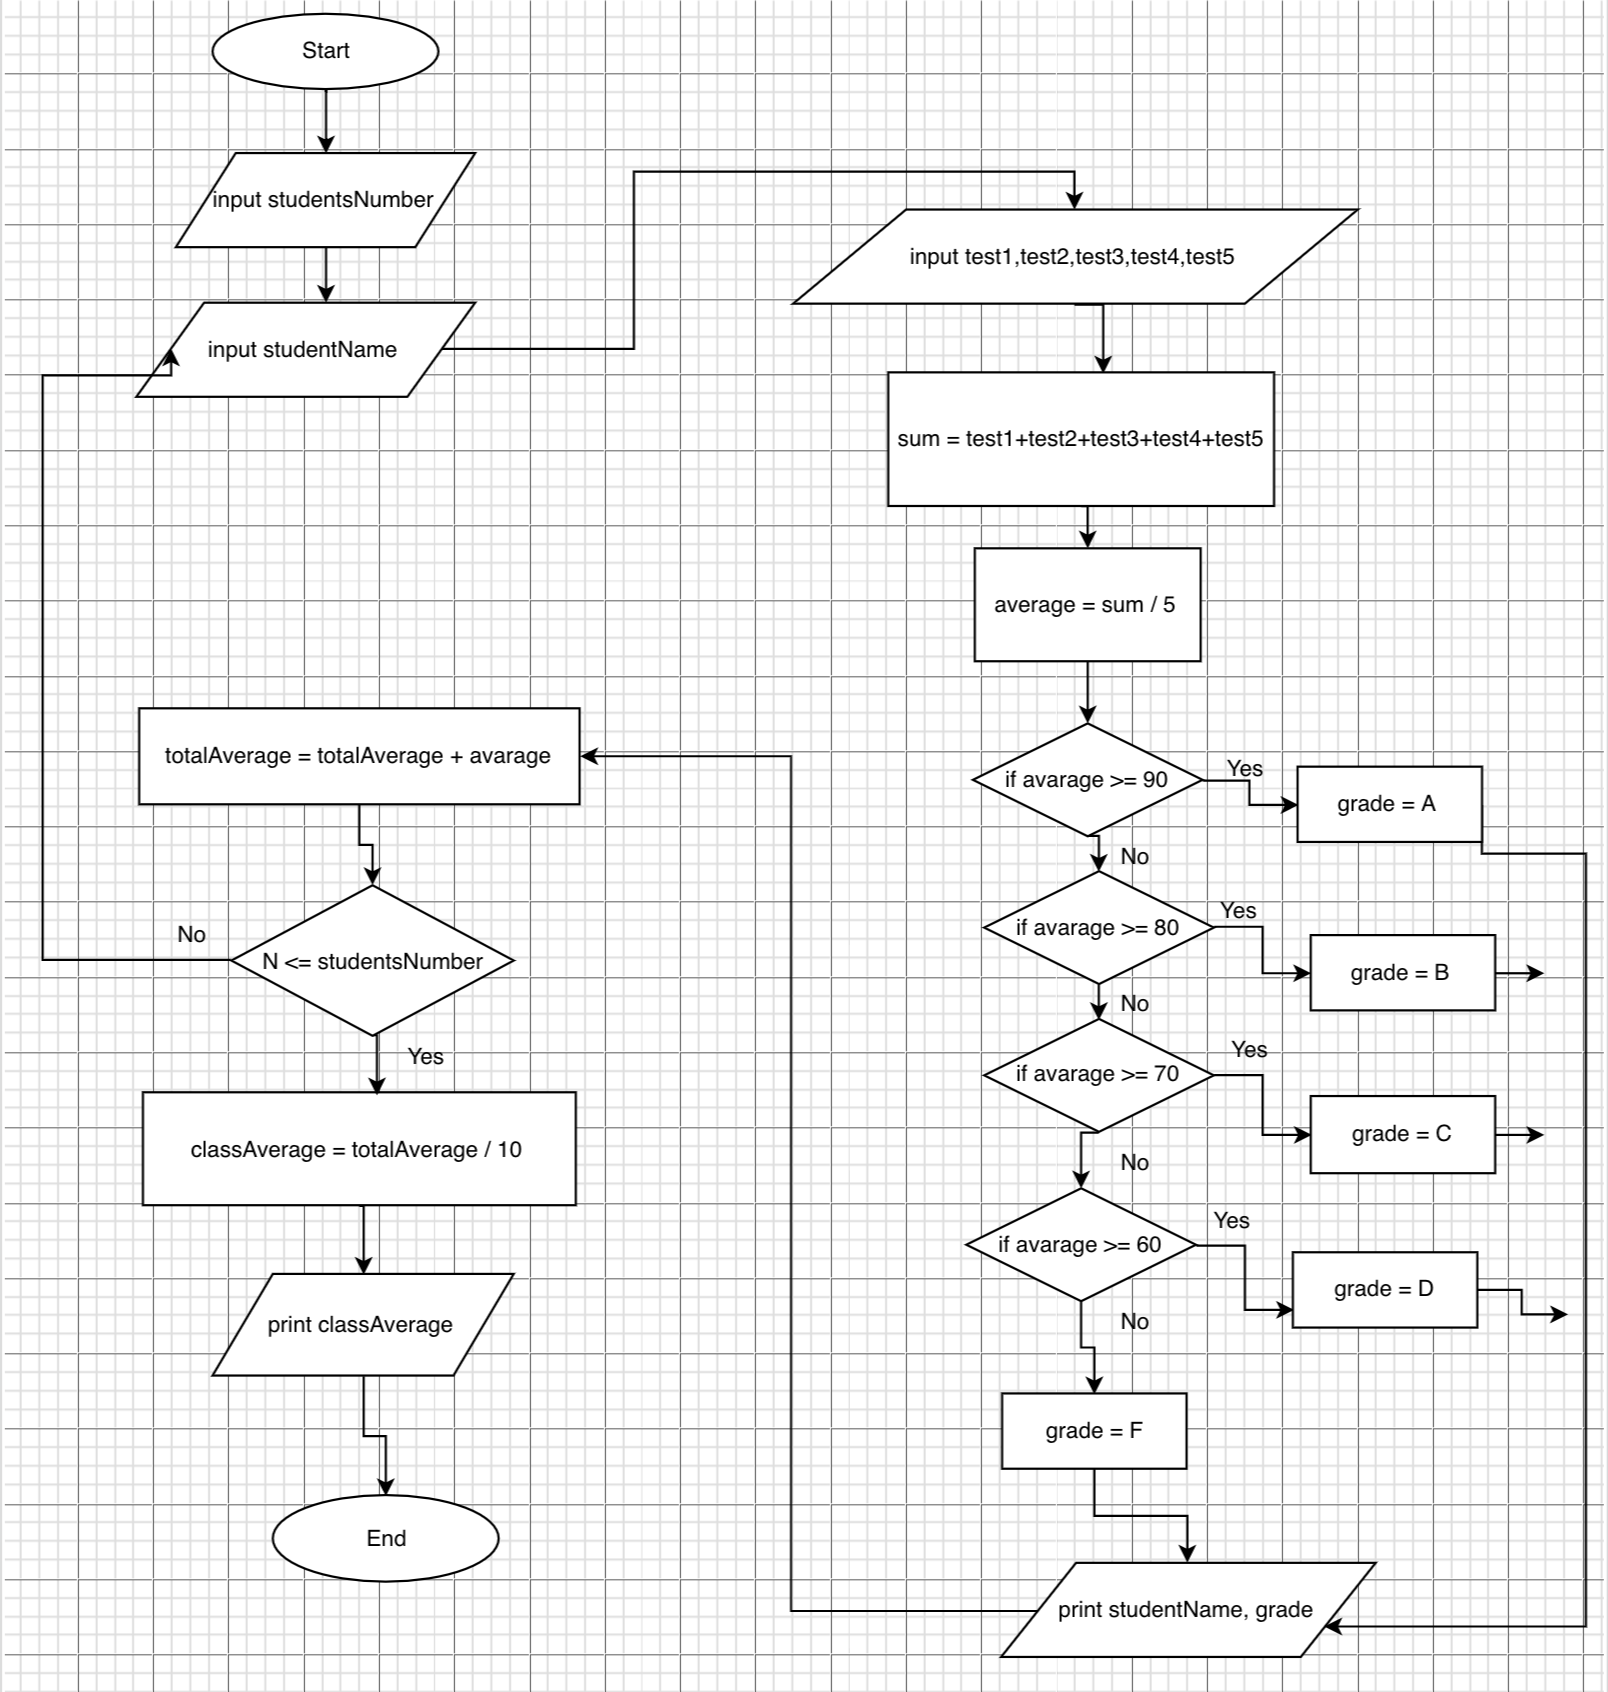 Start
input studentsNumber
input studentName
input test1,test2,test3,test4,test5
sum = test1+test2+test3+test4+test5
average = sum / 5
if avarage >= 90
Yes
grade = A
No
if avarage >= 80
Yes
grade = B
No
if avarage >= 70
Yes
grade = C
No
if avarage >= 60
Yes
grade = D
No
grade = F
print studentName, grade
totalAverage = totalAverage + avarage
N <= studentsNumber
No
Yes
classAverage = totalAverage / 10
print classAverage
End